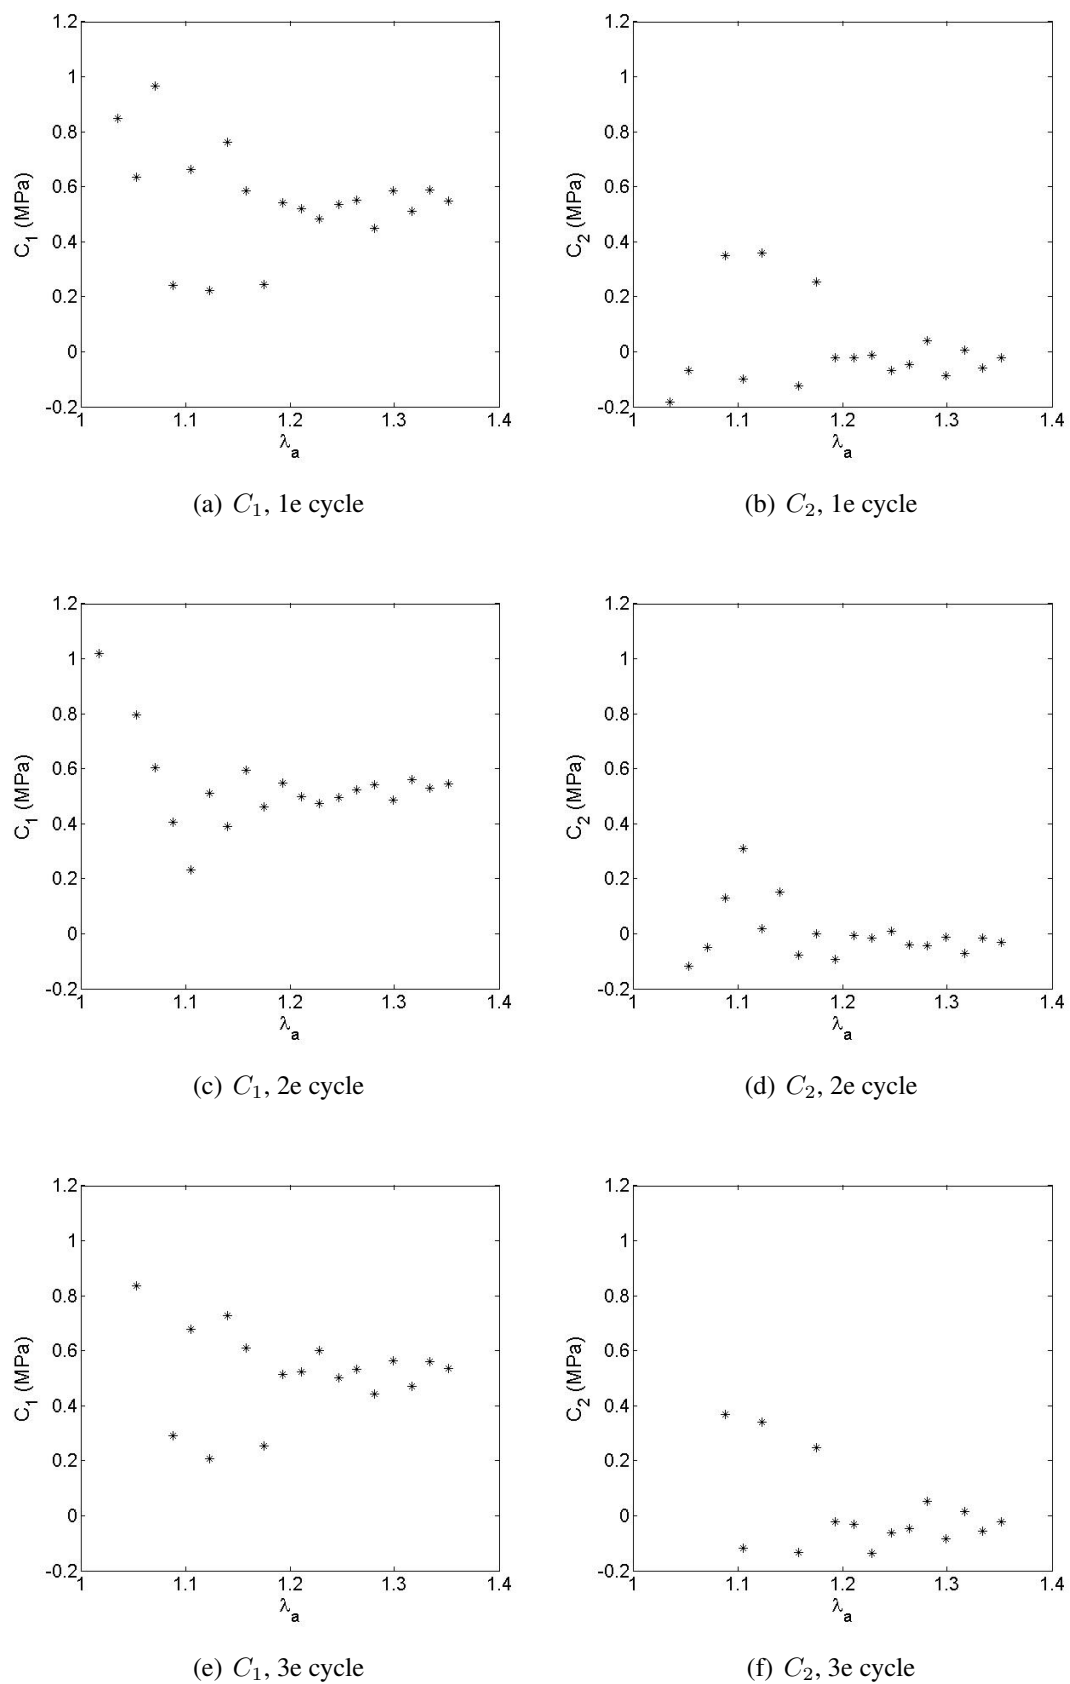 1.2
1
0.8
0.6
0.4
0.2
0
-0.2
C1 (MPa)
1 1.1 1.2 1.3 1.4
λa
(a) C1, 1e cycle
1.2
1
0.8
0.6
0.4
0.2
0
-0.2
C2 (MPa)
1 1.1 1.2 1.3 1.4
λa
(b) C2, 1e cycle
1.2
1
0.8
0.6
0.4
0.2
0
-0.2
C1 (MPa)
1 1.1 1.2 1.3 1.4
λa
(c) C1, 2e cycle
1.2
1
0.8
0.6
0.4
0.2
0
-0.2
C2 (MPa)
1 1.1 1.2 1.3 1.4
λa
(d) C2, 2e cycle
1.2
1
0.8
0.6
0.4
0.2
0
-0.2
C1 (MPa)
1 1.1 1.2 1.3 1.4
λa
(e) C1, 3e cycle
1.2
1
0.8
0.6
0.4
0.2
0
-0.2
C2 (MPa)
1 1.1 1.2 1.3 1.4
λa
(f) C2, 3e cycle